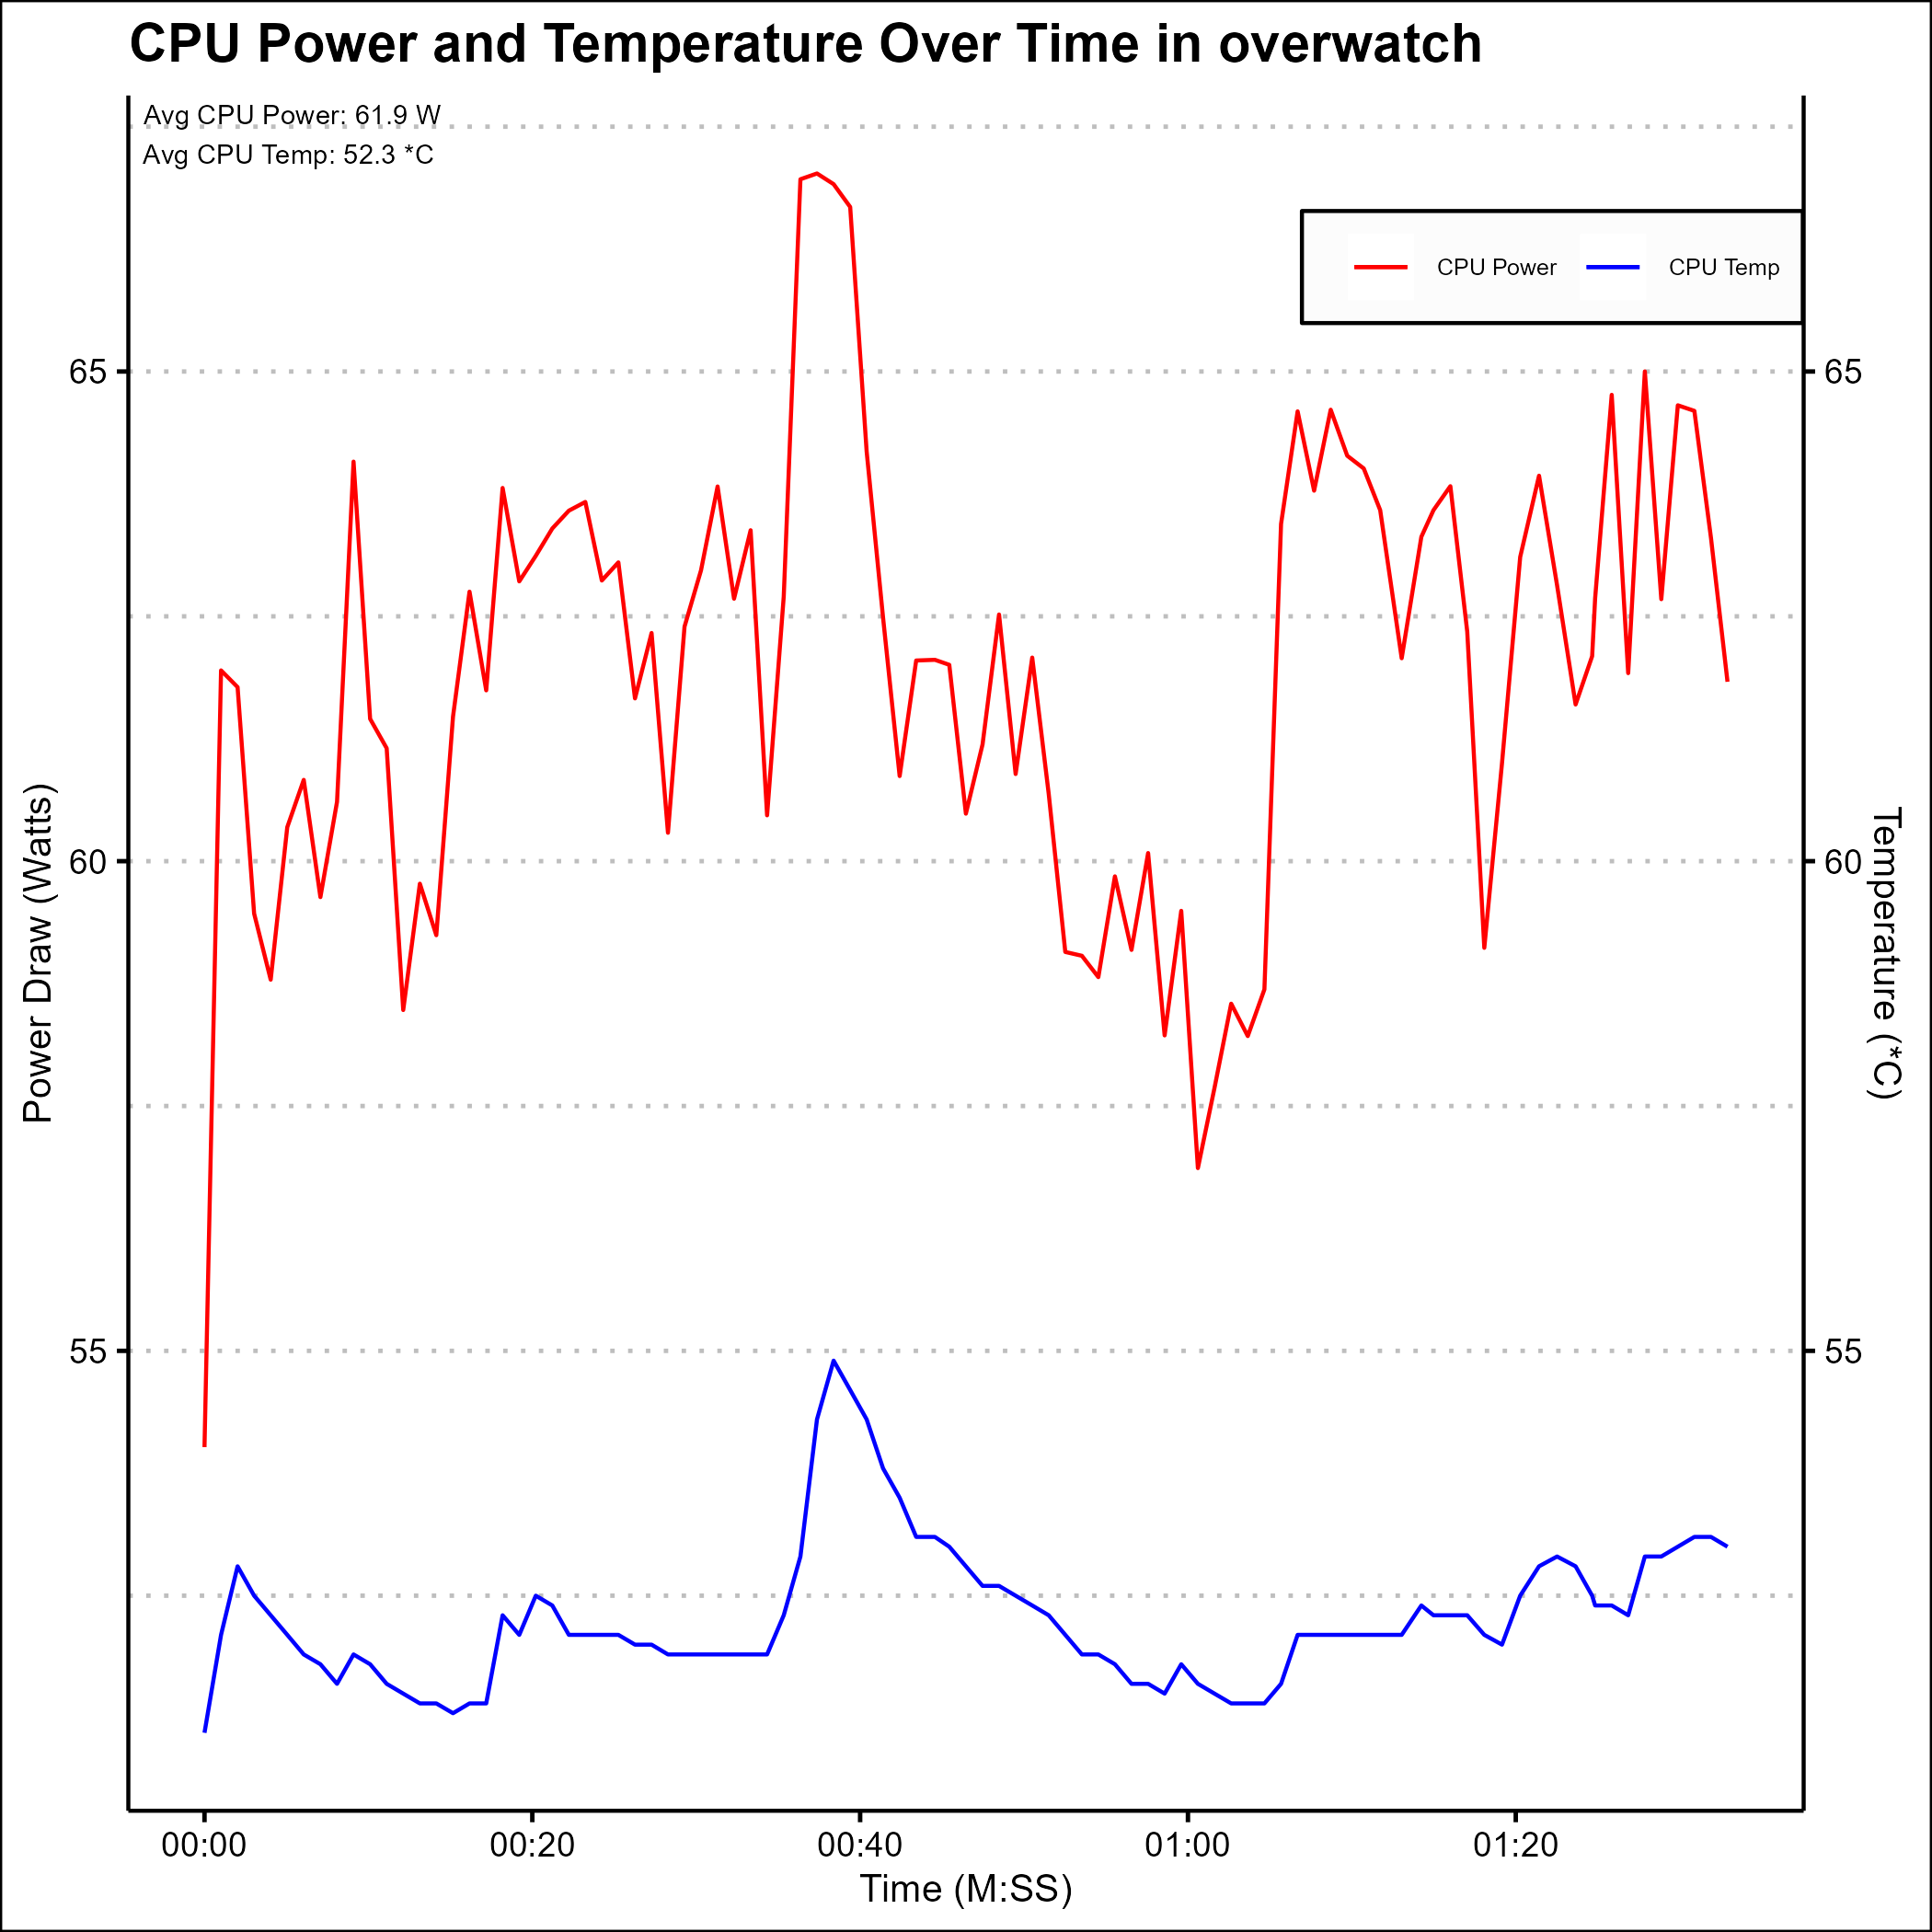 CPU Power and Temperature Over Time in overwatch
Avg CPU Power: 61.9 W
Avg CPU Temp: 52.3 *C
CPU Power
CPU Temp
65
60
55
65
60
55
Power Draw (Watts)
Temperature (*C)
00:00
00:20
00:40
01:00
01:20
Time (M:SS)